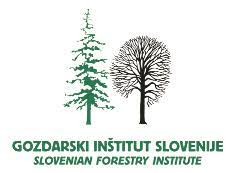 GOZDARSKI INŠTITUT SLOVENIJE
SLOVENIAN FORESTRY INSTITUTE